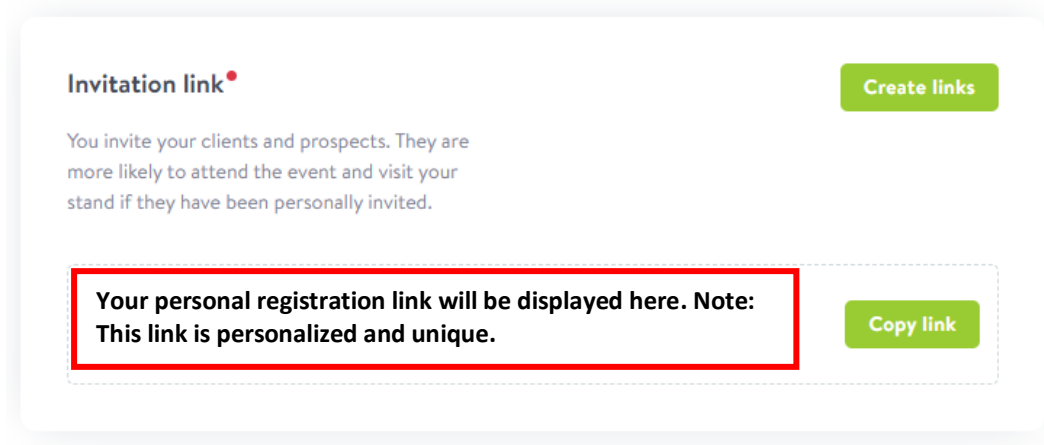 Invitation link
Create links
You invite your clients and prospects. They are
more likely to attend the event and visit your
stand if they have been personally invited.
Your personal registration link will be displayed here. Note:
This link is personalized and unique.
Copy link